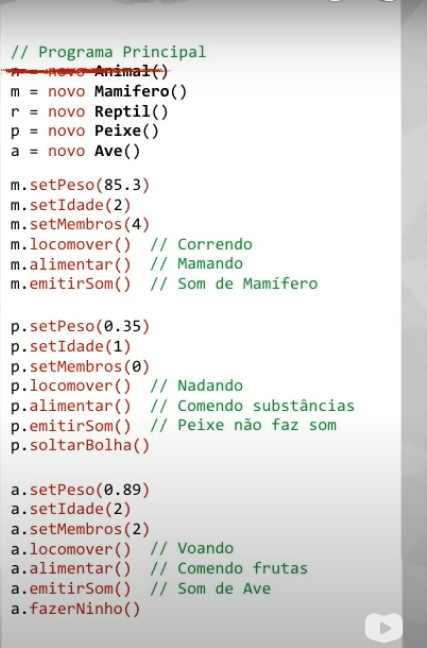 // Programa Principal
n = novo Animal()
m = novo Mamifero()
r = novo Reptil()
p = novo Peixe()
a = novo Ave()
m.setPeso(85.3)
m.setIdade(2)
m.setMembros(4)
m.locomover() // Correndo
m.alimentar() // Mamando
m.emitirSom() // Som de Mamífero
p.setPeso(0.35)
p.setIdade(1)
p.setMembros(0)
p.locomover() // Nadando
p.alimentar() // Comendo substâncias
p.emitirSom() // Peixe não faz som
p.soltarBolha()
a.setPeso(0.89)
a.setIdade(2)
a.setMembros(2)
a.locomover() // Voando
a.alimentar() // Comendo frutas
a.emitirSom() // Som de Ave
a.fazerNinho()